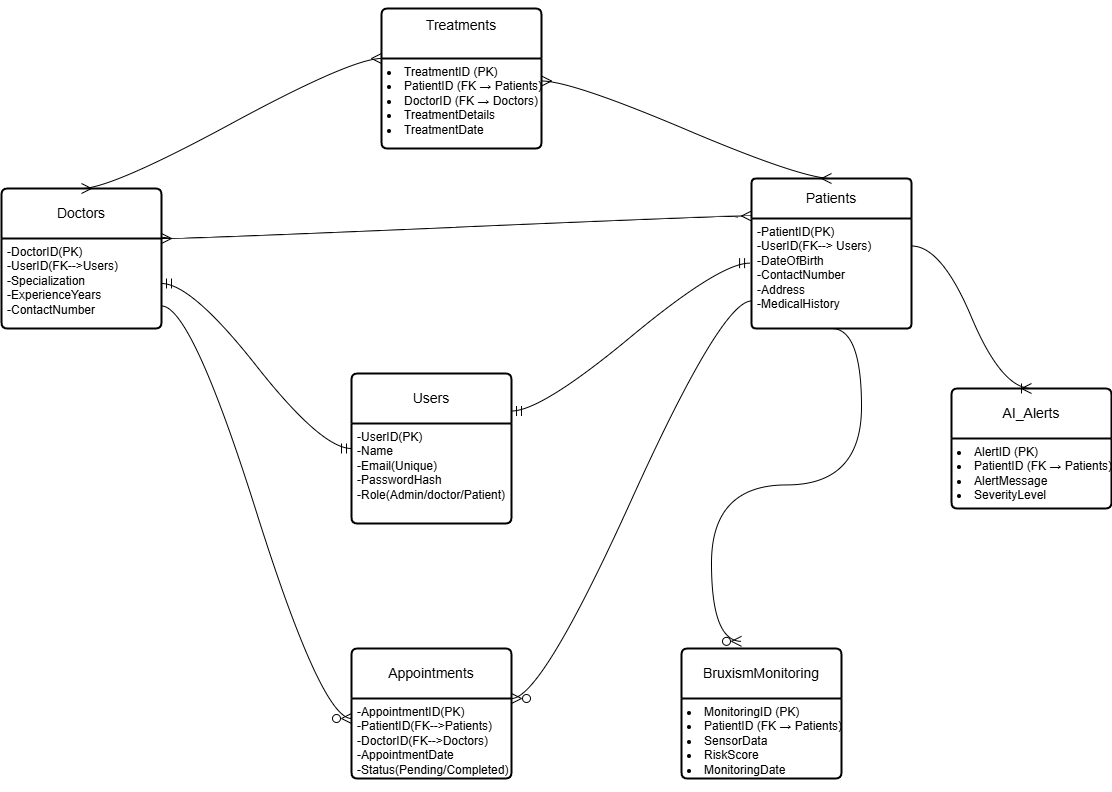 Treatments
• TreatmentID (PK)
• PatientID (FK → Patients)
• DoctorID (FK → Doctors)
• TreatmentDetails
• TreatmentDate
Doctors
-DoctorID(PK)
-UserID(FK-->Users)
-Specialization
-ExperienceYears
-ContactNumber
Patients
-PatientID(PK)
-UserID(FK--> Users)
-DateOfBirth
-ContactNumber
-Address
-MedicalHistory
Users
-UserID(PK)
-Name
-Email(Unique)
-PasswordHash
-Role(Admin/doctor/Patient)
AI_Alerts
• AlertID (PK)
• PatientID (FK → Patients)
• AlertMessage
• SeverityLevel
Appointments
-AppointmentID(PK)
-PatientID(FK-->Patients)
-DoctorID(FK-->Doctors)
-AppointmentDate
-Status(Pending/Completed)
BruxismMonitoring
• MonitoringID (PK)
• PatientID (FK → Patients)
• SensorData
• RiskScore
• MonitoringDate